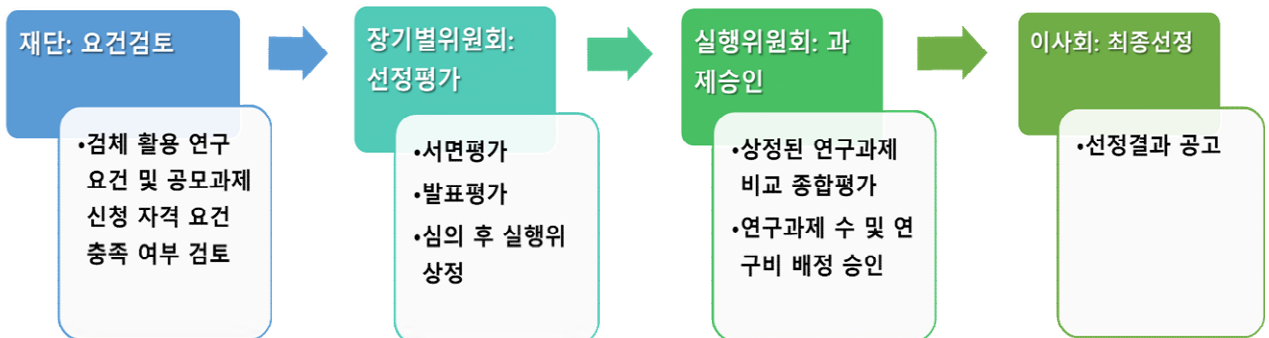 재단: 요건검토
•검체 활용 연구
요건 및 공모과제
신청 자격 요건
충족 여부 검토
장기별위원회:
선정평가
•서면평가
•발표평가
•심의 후 실행위
상정
실행위원회: 과
제승인
•상정된 연구과제
비교 종합평가
•연구과제 수 및 연
구비 배정 승인
이사회: 최종선정
•선정결과 공고